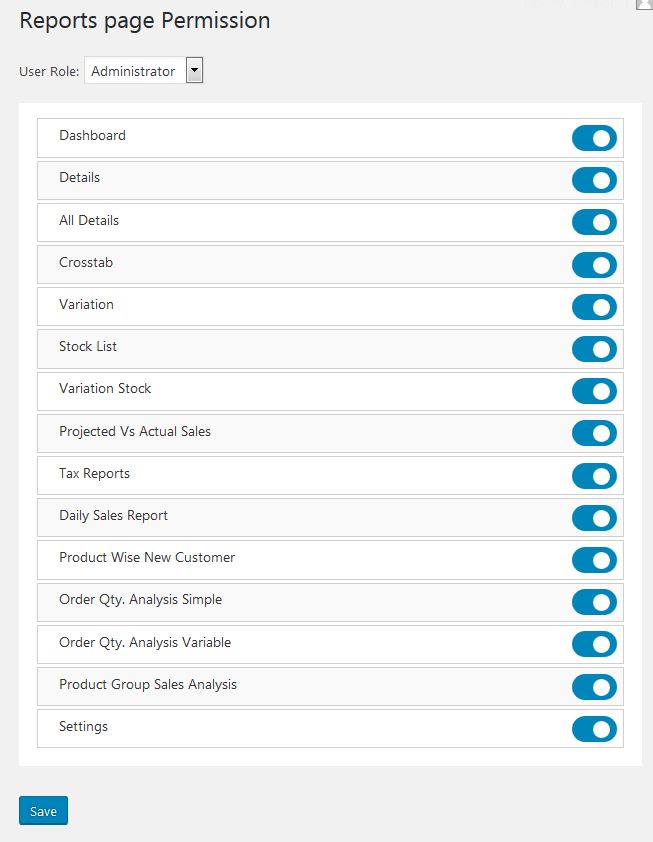 Reports page Permission
User Role: Administrator
Dashboard
Details
All Details
Crosstab
Variation
Stock List
Variation Stock
Projected Vs Actual Sales
Tax Reports
Daily Sales Report
Product Wise New Customer
Order Qty. Analysis Simple
Order Qty. Analysis Variable
Product Group Sales Analysis
Settings
Save